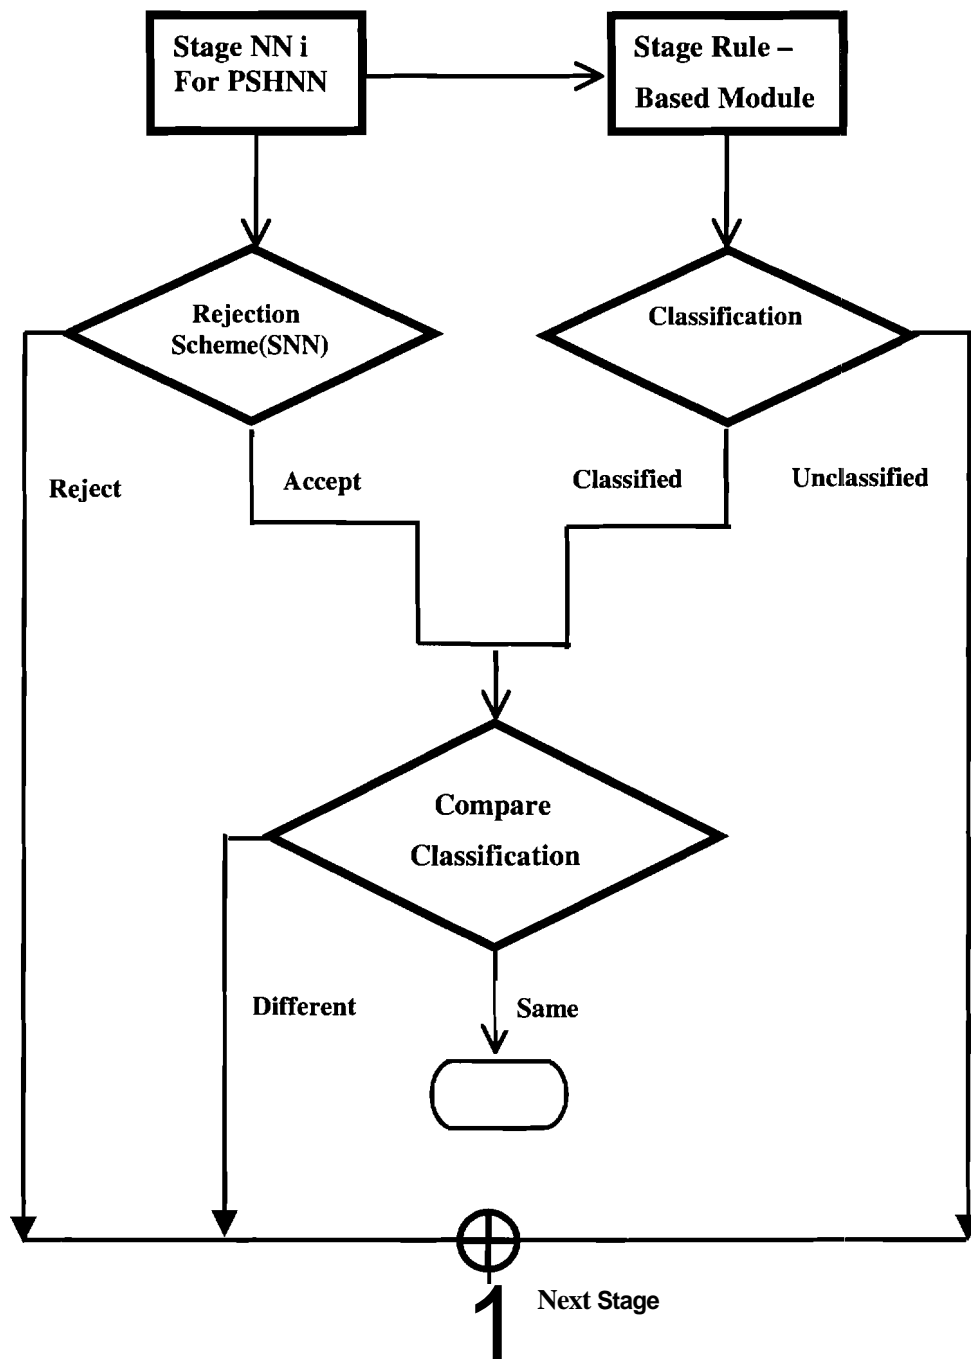 Stage NN i
For PSHNN
Stage Rule –
Based Module
Rejection
Scheme(SNN)
Classification
Reject
Accept
Classified
Unclassified
Compare
Classification
Different
Same
Next Stage